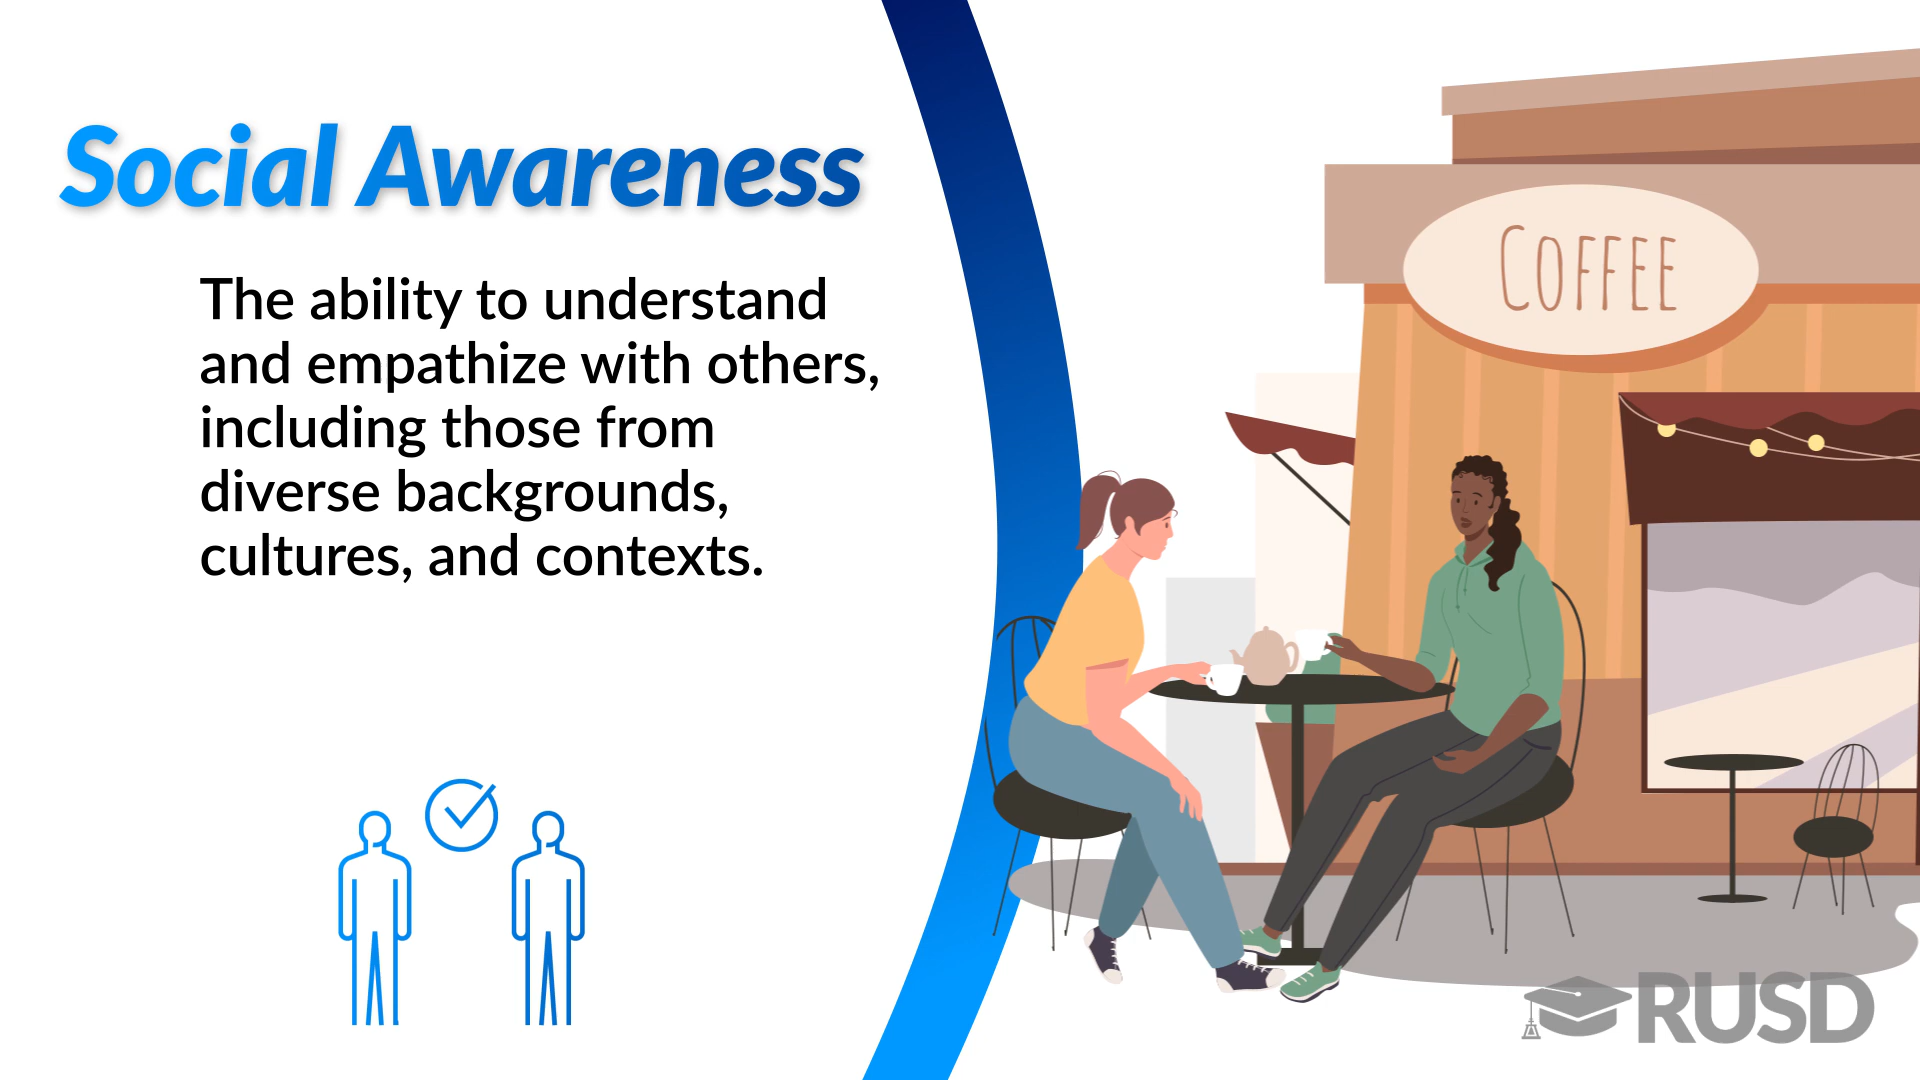 Social Awareness
The ability to understand
and empathize with others,
including those from
diverse backgrounds,
cultures, and contexts.
COFFEE
RUSD